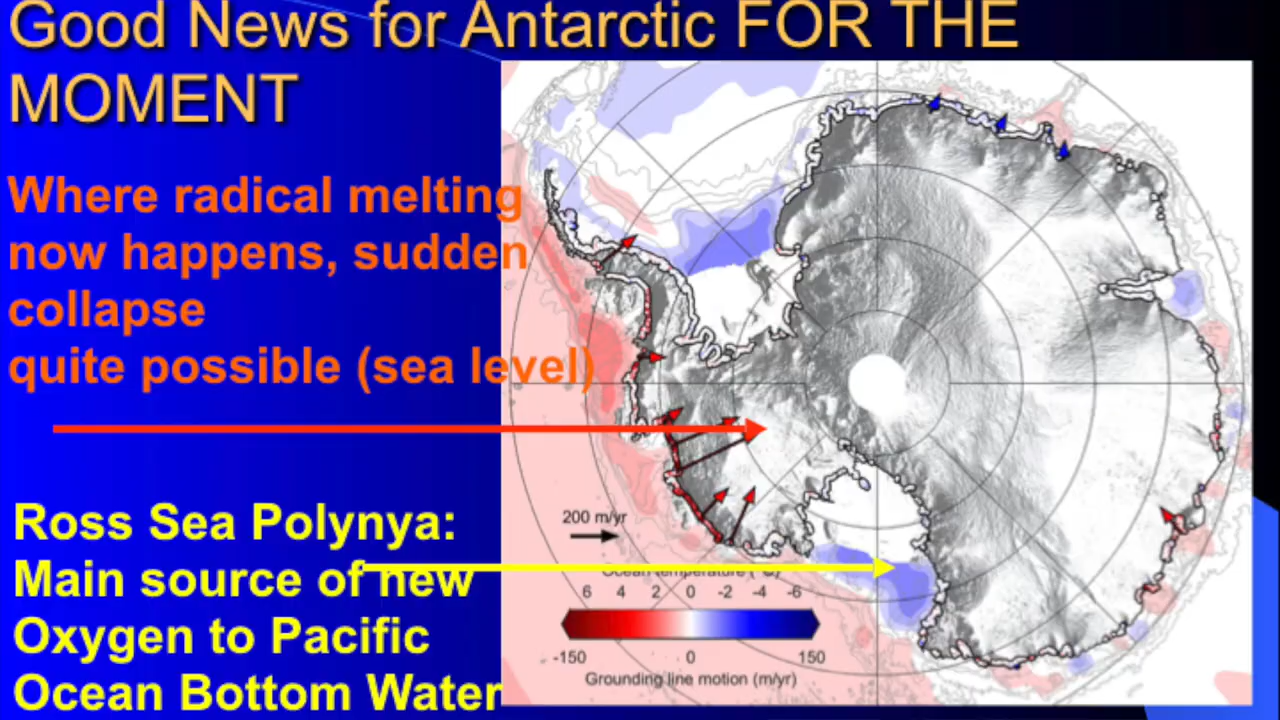 Good News for Antarctic FOR THE
MOMENT
Where radical melting
now happens, sudden
collapse
quite possible (sea level)
Ross Sea Polynya:
Main source of new
Oxygen to Pacific
Ocean Bottom Water
200 m/yr
Ocean temperature (°C)
6 4 2 0 -2 -4 -6
-150 0 150
Grounding line motion (m/yr)